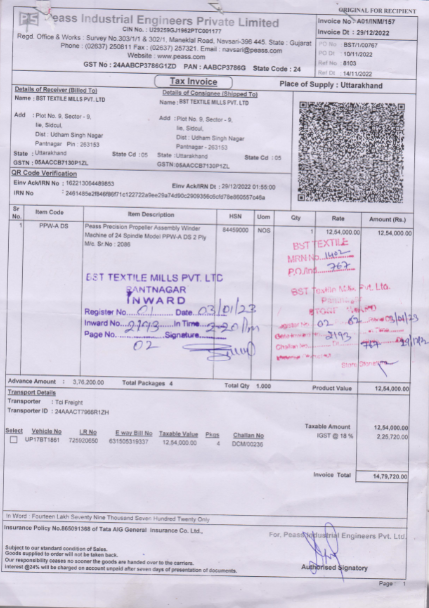 ORIGINAL FOR RECIPIENT
Peass Industrial Engineers Private Limited
CIN No. : U29259GJ1982PTC001177
Regd. Office & Works : Survey No.303/1/1 & 302/1, Maneklal Road, Navsari-396 445. State : Gujarat
Phone : (02637) 250811 Fax : (02637) 257321. Email : navsari@peass.com
Website : www.peass.com
GST No : 24AABCP3786G1ZD PAN : AABCP3786G State Code : 24
Invoice No : A01/INM/157
Invoice Dt : 29/12/2022
PO No : BST/1/00767
PO Dt : 10/11/2022
Ref No : 8103
Ref Dt : 14/11/2022
Tax Invoice
Place of Supply : Uttarakhand
Details of Receiver (Billed To)
Name : BST TEXTILE MILLS PVT. LTD
Add : Plot No. 9, Sector - 9,
Iie, Sidcul,
Dist : Udham Singh Nagar
Pantnagar Pin : 263153
State : Uttarakhand State Cd : 05
GSTN : 05AACCB7130P1ZL
Details of Consignee (Shipped To)
Name : BST TEXTILE MILLS PVT. LTD
Add : Plot No. 9, Sector - 9,
Iie, Sidcul,
Dist : Udham Singh Nagar
Pantnagar - 263153
State : Uttarakhand State Cd : 05
GSTN : 05AACCB7130P1ZL
QR Code Verification
Einv Ack/IRN No : 162213084489853 Einv Ack/IRN Dt : 29/12/2022 01:55:00
IRN No
Sr No. Item Code Item Description HSN Uom Qty Rate Amount (Rs.)
1 PPW-A DS Peass Precision Propeller Assembly Winder 84459000 NOS 1 12,54,000.00 12,54,000.00
Machine of 24 Spindle Model PPW-A DS 2 Ply
M/c. Sr.No : 2086
BST TEXTILE
MRN No. 1402
P.O./Ind 767
BST TEXTILE MILLS PVT. LTD
PANTNAGAR
INWARD
Register No. 01 Date 03/01/23
Inward No. 2193 In Time 2-20 Pm
Page No. 02 Signature
BST Textile Mills Pvt. Ltd.
02 02
2193
767
Advance Amount : 3,76,200.00 Total Packages 4 Total Qty 1.000 Product Value 12,54,000.00
Transport Details
Transporter : Tci Freight
Transporter ID : 24AAACT7966R1ZH
Taxable Amount 12,54,000.00
IGST @ 18 % 2,25,720.00
Select Vehicle No LR No E way Bill No Taxable Value Pkgs Challan No
UP17BT1861 725920650 631605319337 12,54,000.00 4 DCM/00230
Invoice Total 14,79,720.00
In Word : Fourteen Lakh Seventy Nine Thousand Seven Hundred Twenty Only
Insurance Policy No.860091388 of Tata AIG General Insurance Co. Ltd.,
For, Peass Industrial Engineers Pvt. Ltd.
Subject to our standard condition of Sales.
Goods supplied to order will not be taken back.
Our responsibility ceases no sooner the goods are handed over to the carriers.
Interest @24% will be charged on account unpaid after seven days of presentation of documents.
Authorised Signatory
Page : 1